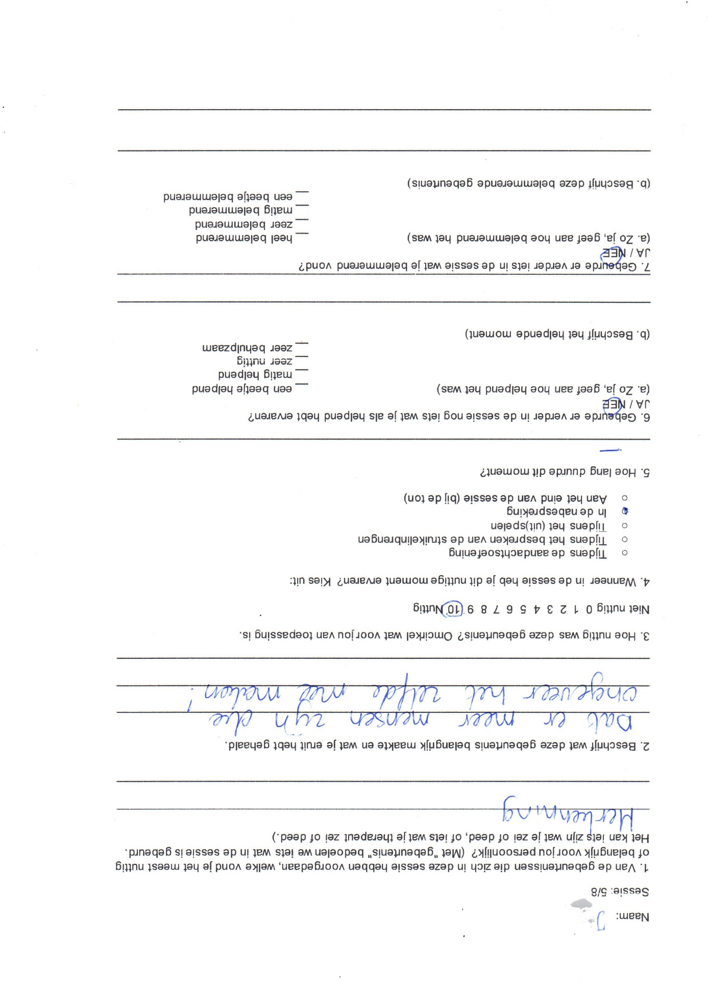 Naam: J
Sessie: 5/8
1. Van de gebeurtenissen die zich in deze sessie hebben voorgedaan, welke vond je het meest nuttig
of belangrijk voor jou persoonlijk? (Met "gebeurtenis" bedoelen we iets wat in de sessie is gebeurd.
Het kan iets zijn wat je zei of deed, of iets wat je therapeut zei of deed.)
Herkenning
2. Beschrijf wat deze gebeurtenis belangrijk maakte en wat je eruit hebt gehaald.
Dat er meer mensen zijn die
ongeveer het zelfde mee maken!
3. Hoe nuttig was deze gebeurtenis? Omcirkel wat voor jou van toepassing is.
Niet nuttig 0 1 2 3 4 5 6 7 8 9 10 Nuttig
4. Wanneer in de sessie heb je dit nuttige moment ervaren? Kies uit:
○ Tijdens de aandachtsoefening
○ Tijdens het bespreken van de struikelinbrengen
○ Tijdens het (uit)spelen
○ In de nabespreking
○ Aan het eind van de sessie (bij de ton)
5. Hoe lang duurde dit moment?
—
6. Gebeurde er verder in de sessie nog iets wat je als helpend hebt ervaren?
JA / NEE
(a. Zo ja, geef aan hoe helpend het was) __ een beetje helpend
__ matig helpend
__ zeer nuttig
__ zeer behulpzaam
(b. Beschrijf het helpende moment)
7. Gebeurde er verder iets in de sessie wat je belemmerend vond?
JA / NEE
(a. Zo ja, geef aan hoe belemmerend het was) __ heel belemmerend
__ zeer belemmerend
__ matig belemmerend
__ een beetje belemmerend
(b. Beschrijf deze belemmerende gebeurtenis)